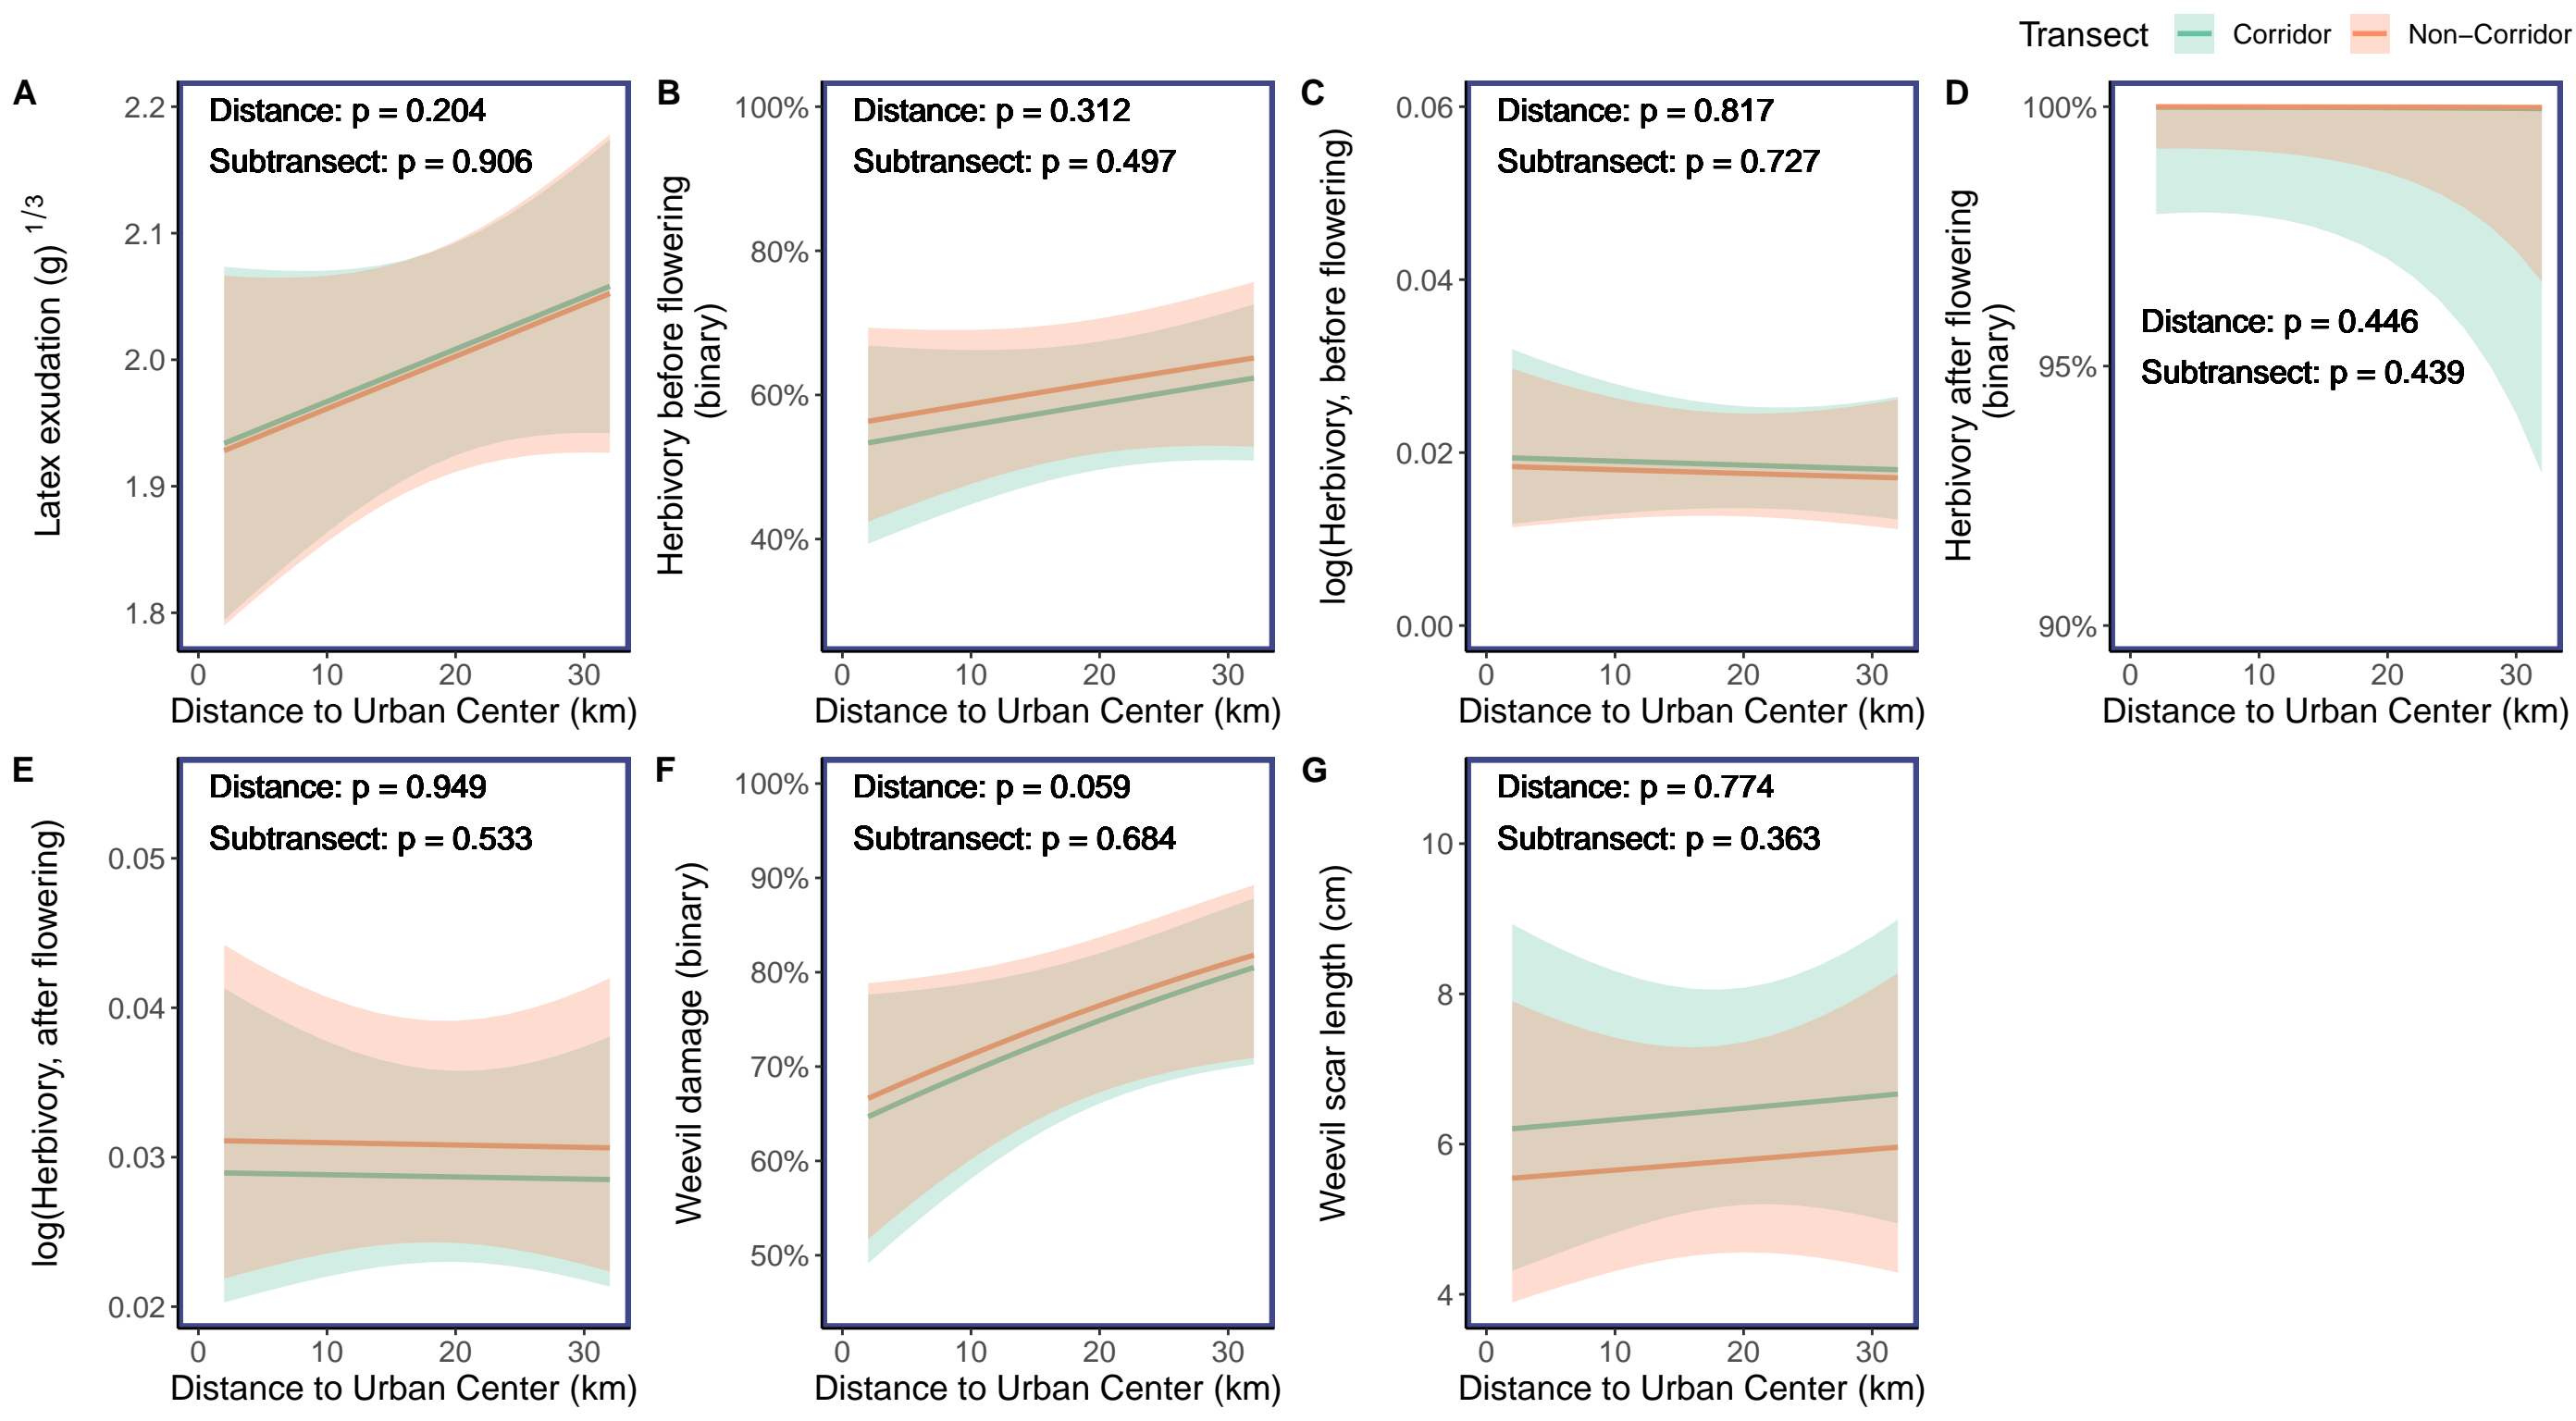 Transect Corridor Non−Corridor
A
Distance: p = 0.204
Subtransect: p = 0.906
2.2
2.1
2.0
1.9
1.8
Latex exudation (g) 1/3
0 10 20 30
Distance to Urban Center (km)
B
Distance: p = 0.312
Subtransect: p = 0.497
100%
80%
60%
40%
Herbivory before flowering
(binary)
0 10 20 30
Distance to Urban Center (km)
C
Distance: p = 0.817
Subtransect: p = 0.727
0.06
0.04
0.02
0.00
log(Herbivory, before flowering)
0 10 20 30
Distance to Urban Center (km)
D
100%
95%
90%
Distance: p = 0.446
Subtransect: p = 0.439
Herbivory after flowering
(binary)
0 10 20 30
Distance to Urban Center (km)
E
Distance: p = 0.949
Subtransect: p = 0.533
0.05
0.04
0.03
0.02
log(Herbivory, after flowering)
0 10 20 30
Distance to Urban Center (km)
F
Distance: p = 0.059
Subtransect: p = 0.684
100%
90%
80%
70%
60%
50%
Weevil damage (binary)
0 10 20 30
Distance to Urban Center (km)
G
Distance: p = 0.774
Subtransect: p = 0.363
10
8
6
4
Weevil scar length (cm)
0 10 20 30
Distance to Urban Center (km)